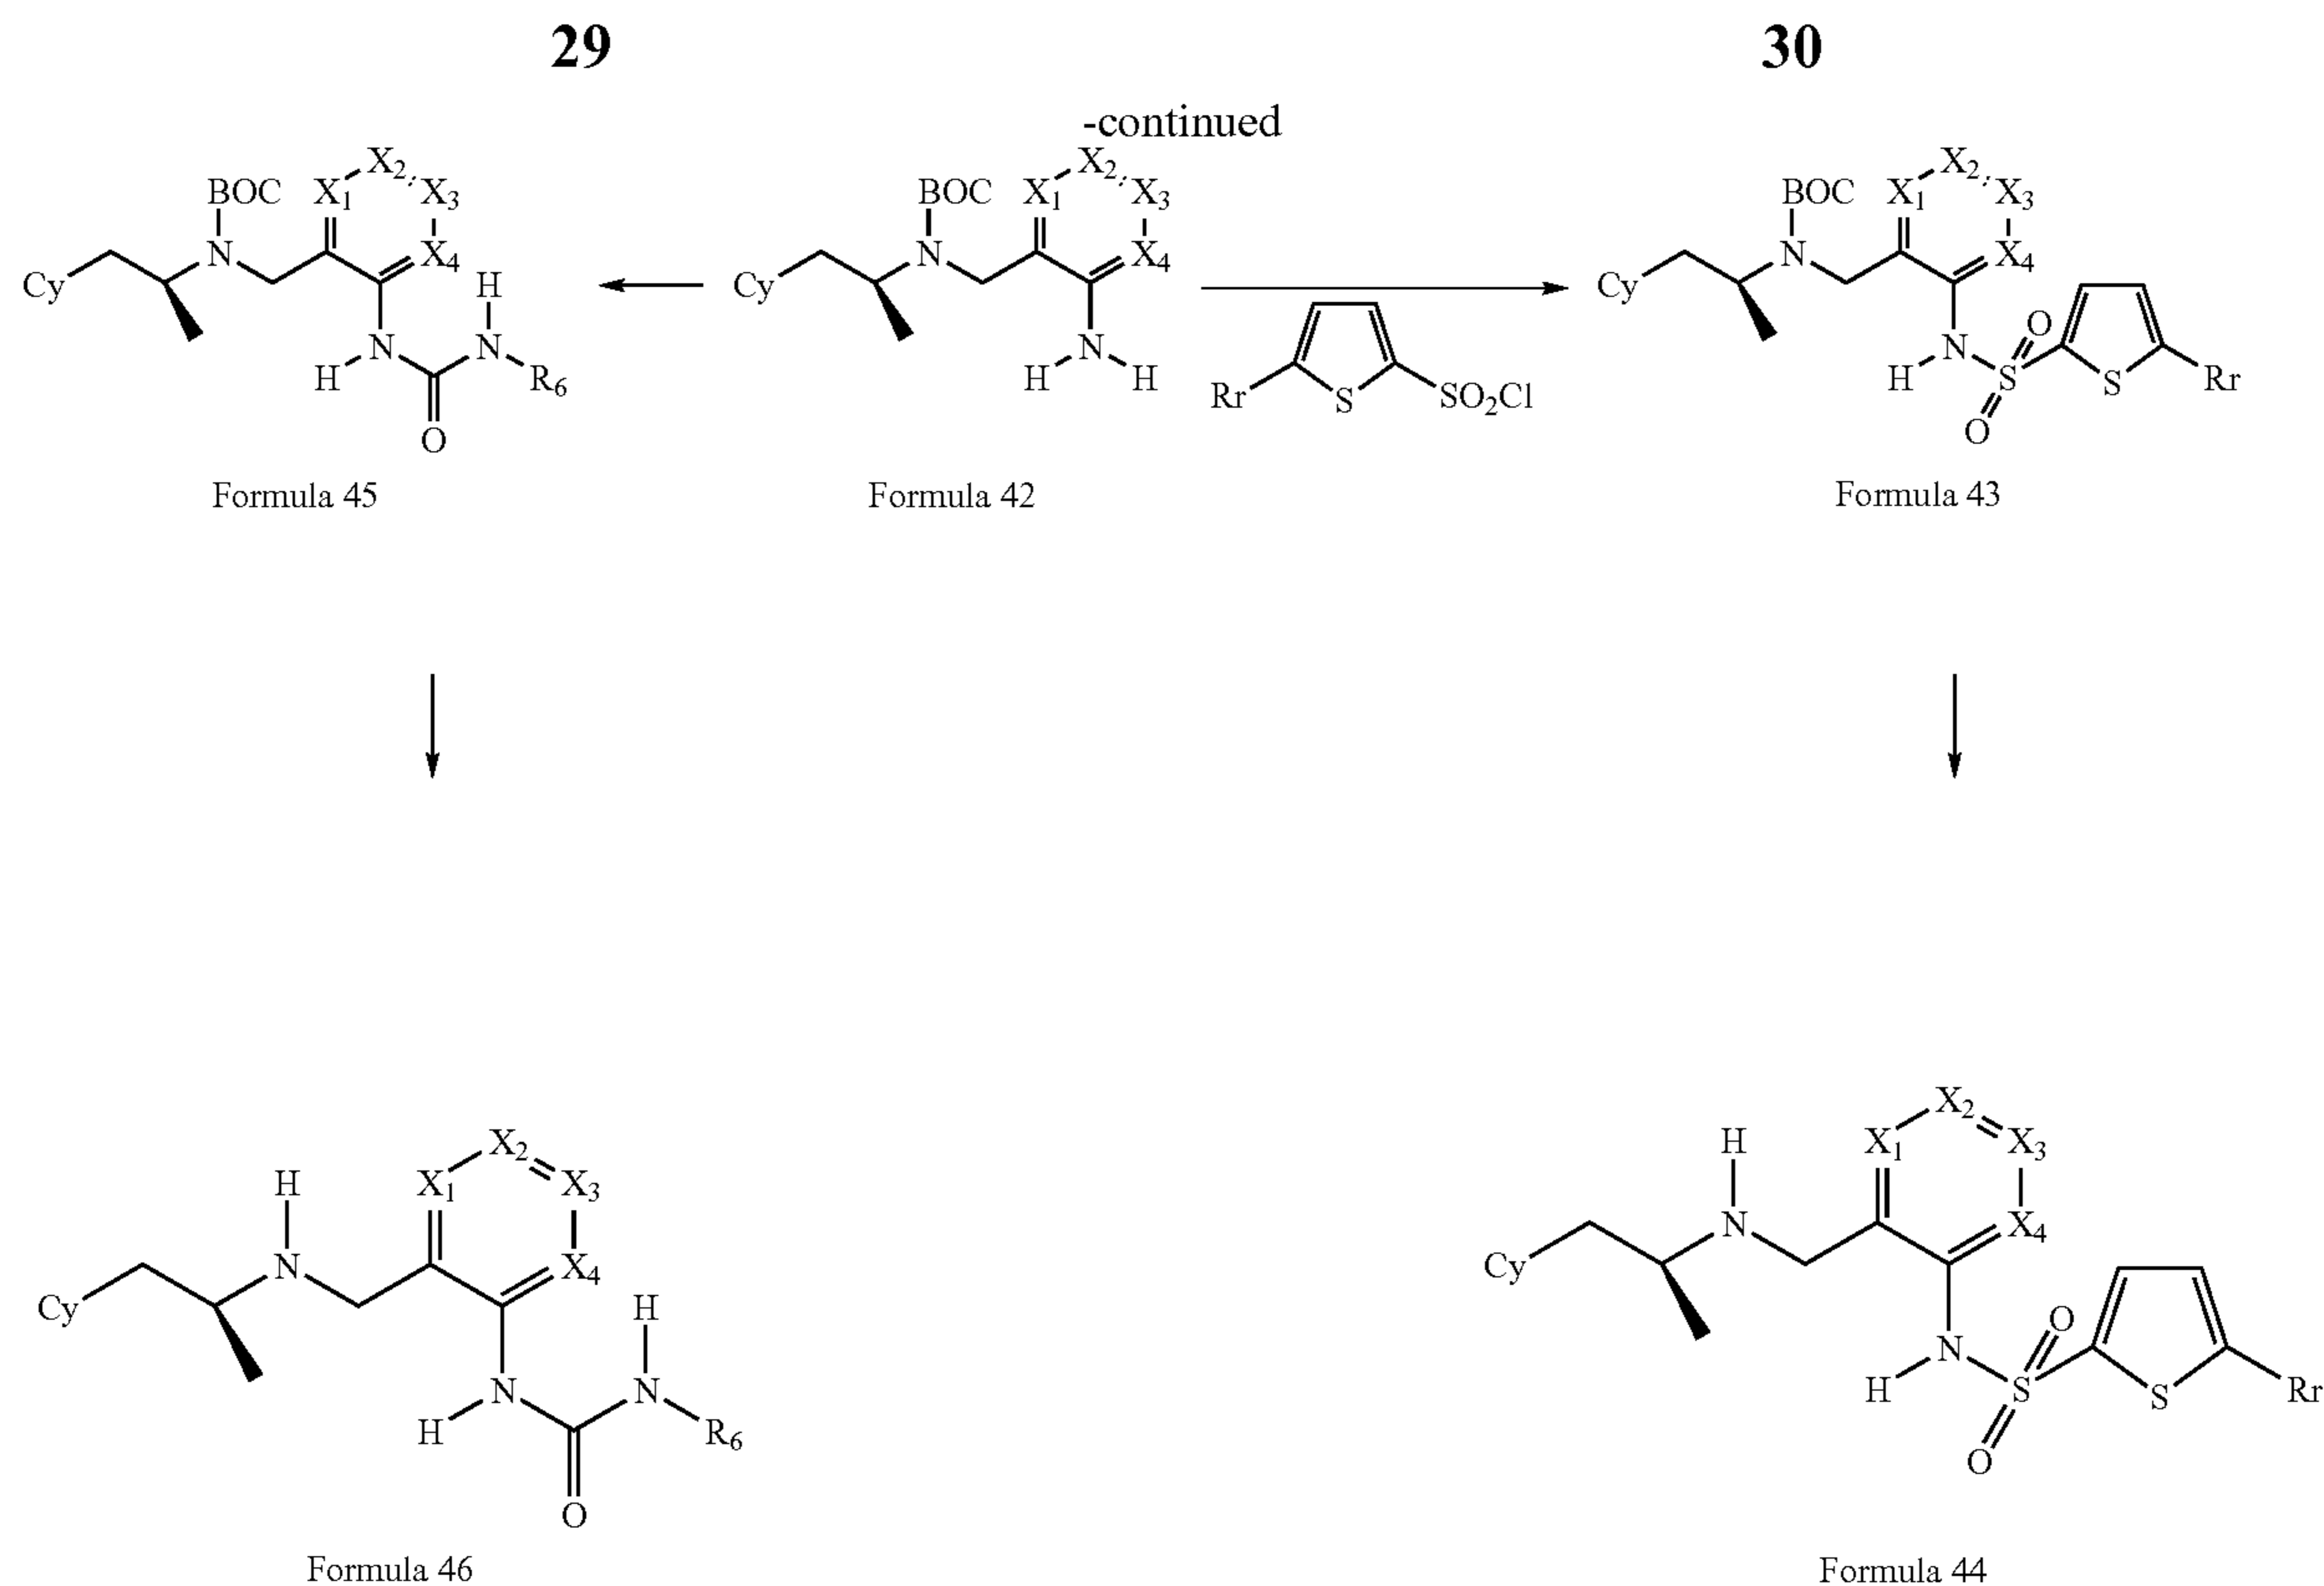 29 30
-continued
BOC X1 X2 X3 X4 N Cy H N H N R6 O
BOC X1 X2 X3 X4 N Cy N H H
Rr S SO2Cl
BOC X1 X2 X3 X4 N Cy N H S O O S Rr
Formula 45 Formula 42 Formula 43
H X1 X2 X3 X4 N Cy H N H N R6 O
H X1 X2 X3 X4 N Cy N H S O O S Rr
Formula 46 Formula 44